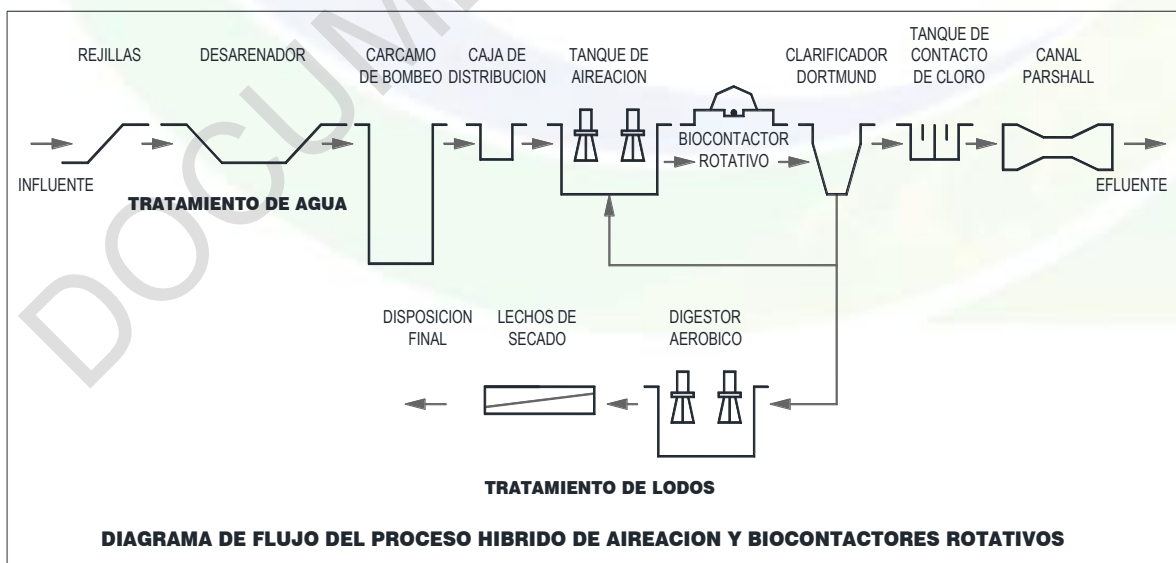 REJILLAS
DESARENADOR
CARCAMO
DE BOMBEO
CAJA DE
DISTRIBUCION
TANQUE DE
AIREACION
CLARIFICADOR
DORTMUND
TANQUE DE
CONTACTO
DE CLORO
CANAL
PARSHALL
BIOCONTACTOR
ROTATIVO
INFLUENTE
EFLUENTE
TRATAMIENTO DE AGUA
DISPOSICION
FINAL
LECHOS DE
SECADO
DIGESTOR
AEROBICO
TRATAMIENTO DE LODOS
DIAGRAMA DE FLUJO DEL PROCESO HIBRIDO DE AIREACION Y BIOCONTACTORES ROTATIVOS